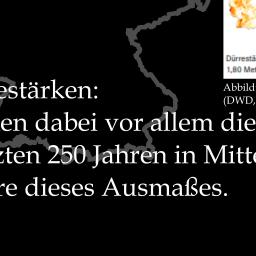 Dürrestä
1,80 Met
Abbild
(DWD,
estärken:
en dabei vor allem die
zten 250 Jahren in Mitte
re dieses Ausmaßes.